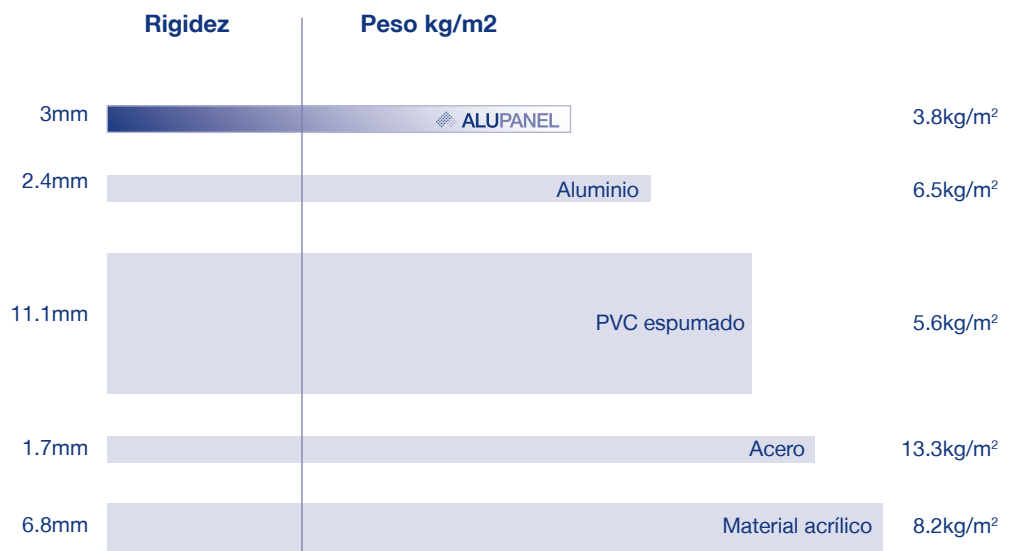 Rigidez Peso kg/m2
3mm ALUPANEL 3.8kg/m²
2.4mm Aluminio 6.5kg/m²
11.1mm PVC espumado 5.6kg/m²
1.7mm Acero 13.3kg/m²
6.8mm Material acrílico 8.2kg/m²